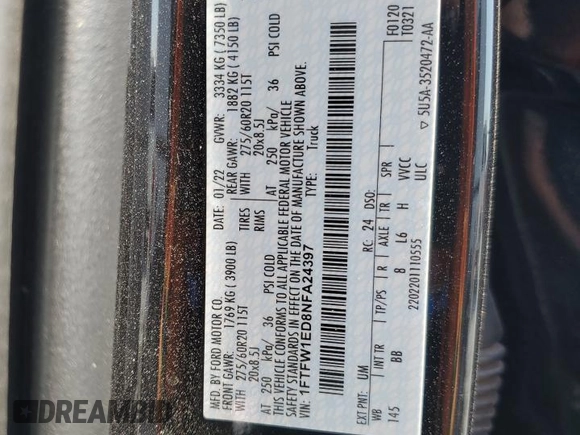 MFD. BY FORD MOTOR CO.
01/22
GVWR: 3334 KG ( 7350 LB)
FRONT GAWR: 1769 KG ( 3900 LB)
REAR GAWR: 1882 KG ( 4150 LB)
WITH 275/60R20 115T
WITH 275/60R20 115T
20x8.5J
RIMS
20x8.5J
AT 250 kPa/ 36 PSI COLD
AT 250 kPa/ 36 PSI COLD
THIS VEHICLE CONFORMS TO ALL APPLICABLE FEDERAL MOTOR VEHICLE
SAFETY STANDARDS IN EFFECT ON THE DATE OF MANUFACTURE SHOWN ABOVE.
VIN: 1FTFW1ED8NFA24397
TYPE: Truck
EXT PNT: UM
RC: 24 DSO:
F0120
T0321
WB INT TR TP/PS R AXLE TR SPR
145 BB 8 L6 H VVCC
ULC
2202201110555
▽ 5U5A-3520472-AA
DREAMBID